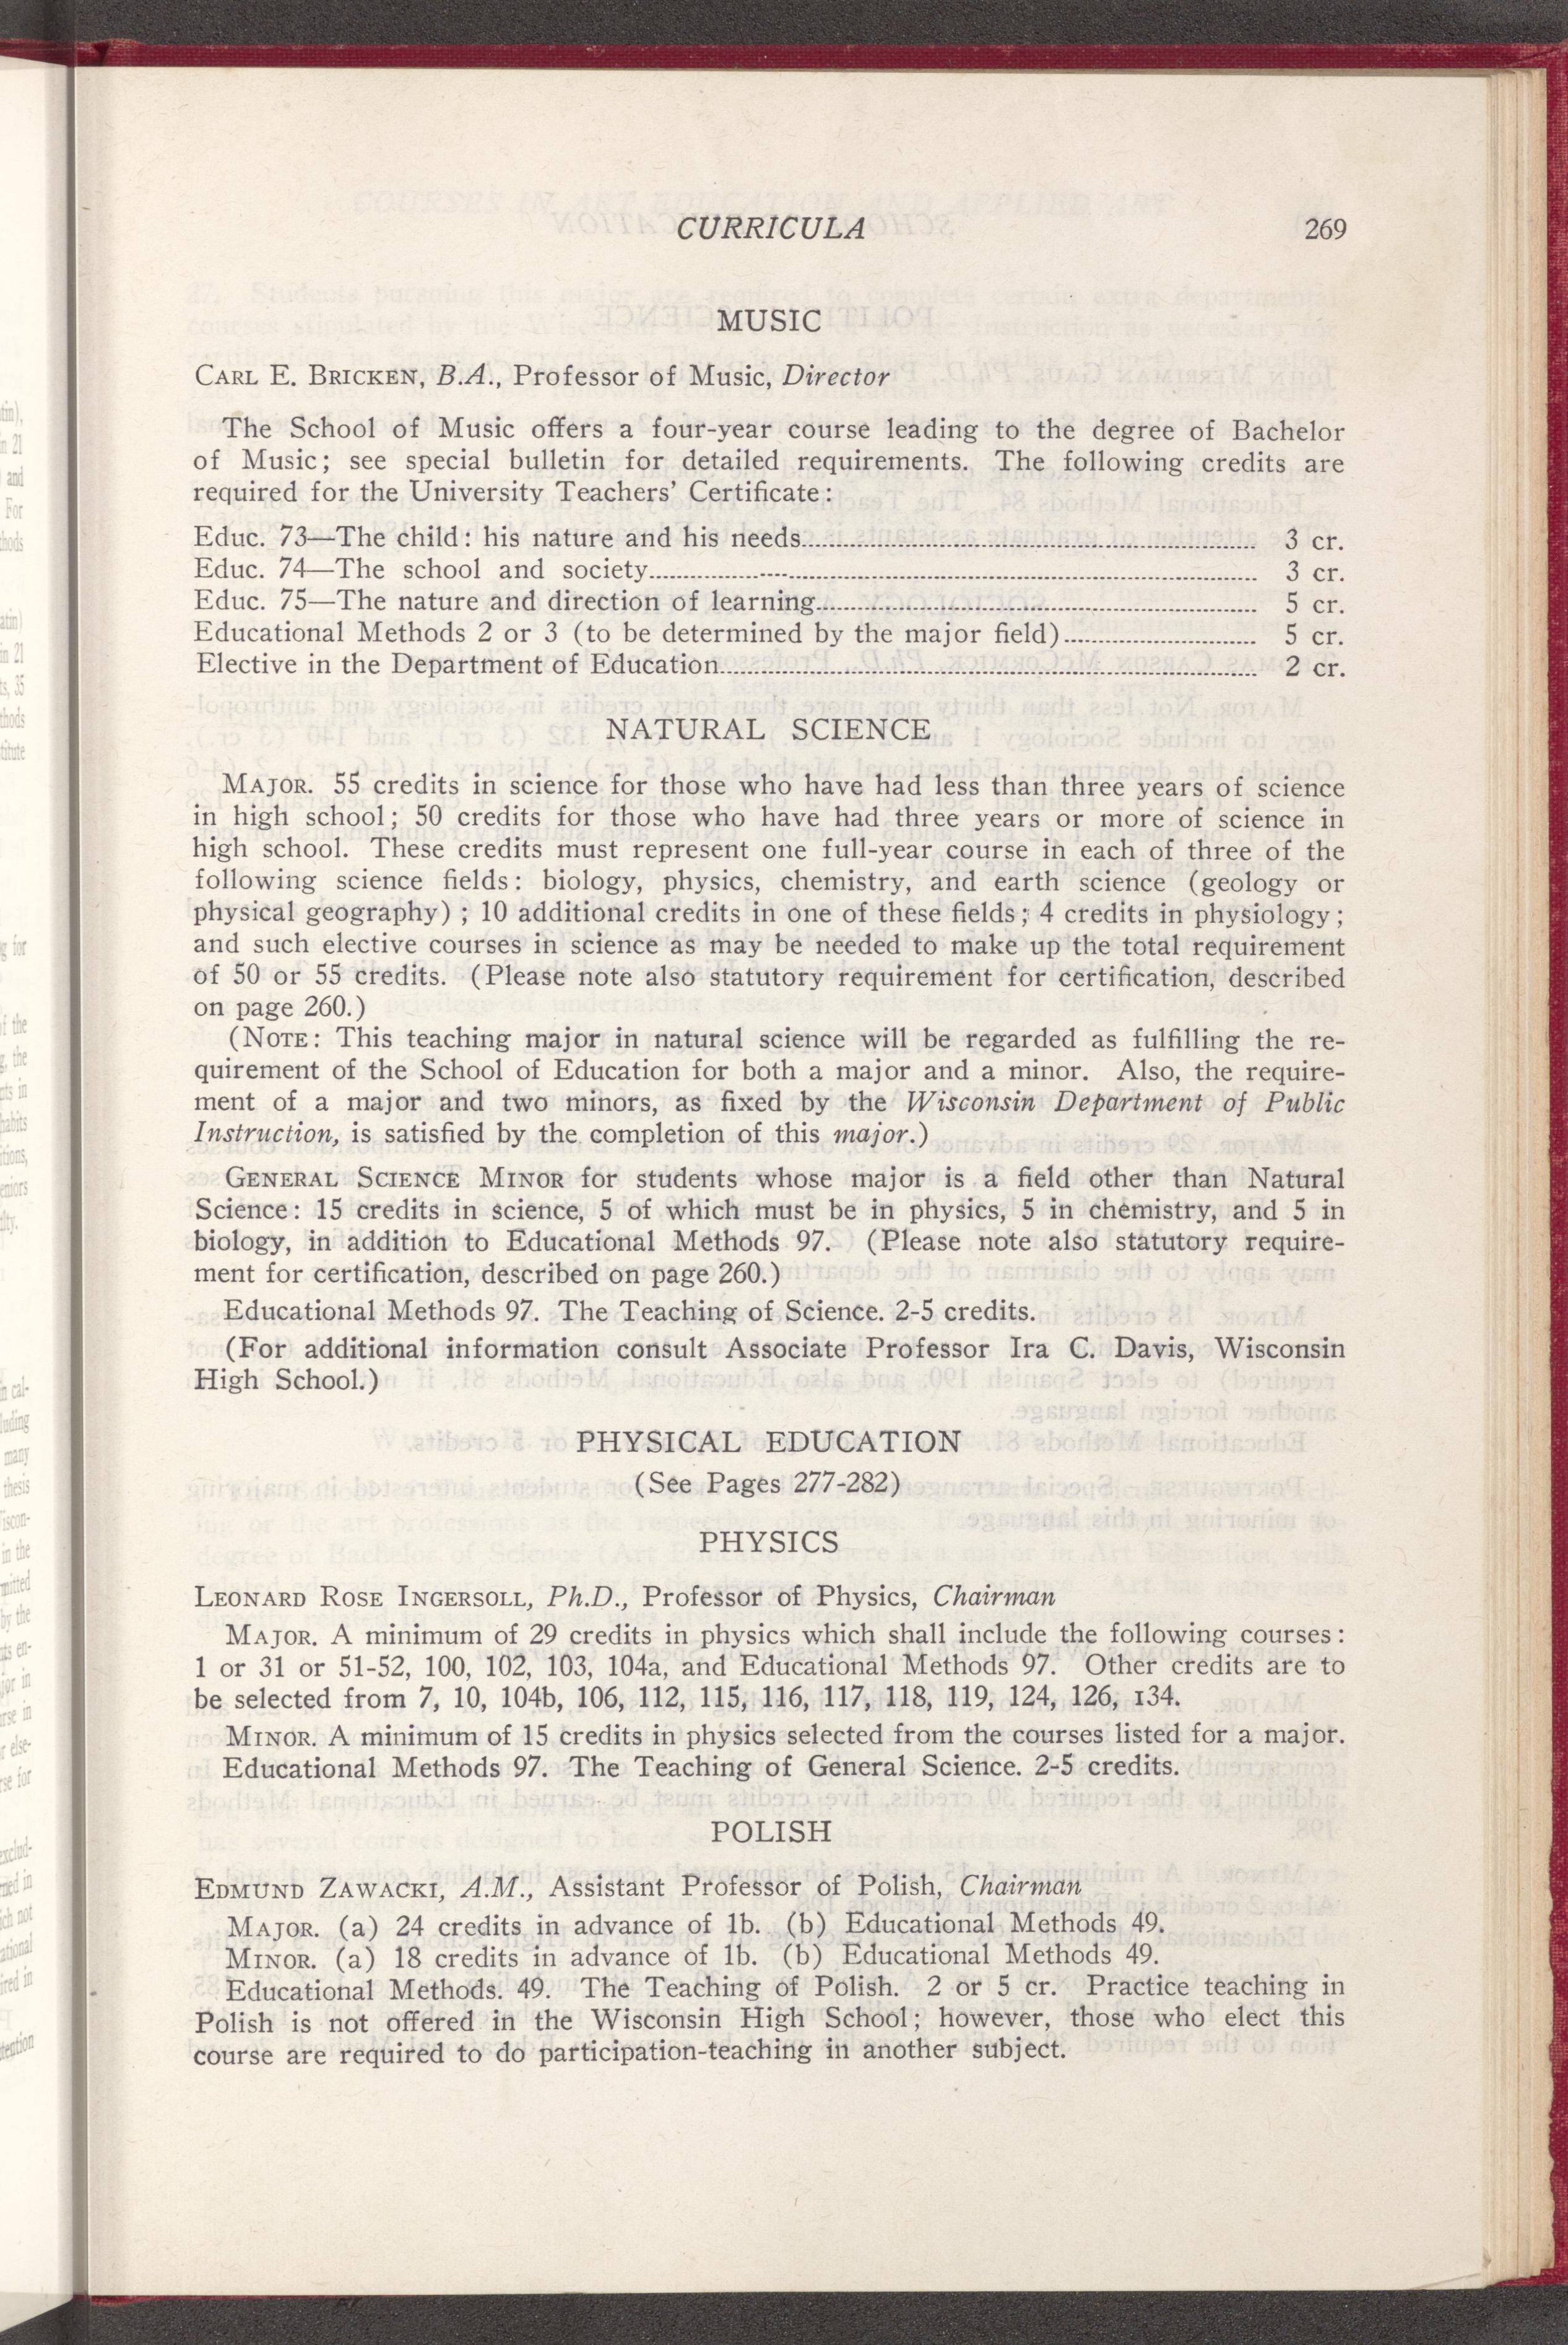 CURRICULA 269
MUSIC
CARL E. BRICKEN, B.A., Professor of Music, Director
The School of Music offers a four-year course leading to the degree of Bachelor
of Music; see special bulletin for detailed requirements. The following credits are
required for the University Teachers' Certificate:
Educ. 73—The child: his nature and his needs 3 cr.
Educ. 74—The school and society 3 cr.
Educ. 75—The nature and direction of learning 5 cr.
Educational Methods 2 or 3 (to be determined by the major field) 5 cr.
Elective in the Department of Education 2 cr.
NATURAL SCIENCE
MAJOR. 55 credits in science for those who have had less than three years of science
in high school; 50 credits for those who have had three years or more of science in
high school. These credits must represent one full-year course in each of three of the
following science fields: biology, physics, chemistry, and earth science (geology or
physical geography); 10 additional credits in one of these fields; 4 credits in physiology;
and such elective courses in science as may be needed to make up the total requirement
of 50 or 55 credits. (Please note also statutory requirement for certification, described
on page 260.)
(NOTE: This teaching major in natural science will be regarded as fulfilling the re-
quirement of the School of Education for both a major and a minor. Also, the require-
ment of a major and two minors, as fixed by the Wisconsin Department of Public
Instruction, is satisfied by the completion of this major.)
GENERAL SCIENCE MINOR for students whose major is a field other than Natural
Science: 15 credits in science, 5 of which must be in physics, 5 in chemistry, and 5 in
biology, in addition to Educational Methods 97. (Please note also statutory require-
ment for certification, described on page 260.)
Educational Methods 97. The Teaching of Science. 2-5 credits.
(For additional information consult Associate Professor Ira C. Davis, Wisconsin
High School.)
PHYSICAL EDUCATION
(See Pages 277-282)
PHYSICS
LEONARD ROSE INGERSOLL, Ph.D., Professor of Physics, Chairman
MAJOR. A minimum of 29 credits in physics which shall include the following courses:
1 or 31 or 51-52, 100, 102, 103, 104a, and Educational Methods 97. Other credits are to
be selected from 7, 10, 104b, 106, 112, 115, 116, 117, 118, 119, 124, 126, 134.
MINOR. A minimum of 15 credits in physics selected from the courses listed for a major.
Educational Methods 97. The Teaching of General Science. 2-5 credits.
POLISH
EDMUND ZAWACKI, A.M., Assistant Professor of Polish, Chairman
MAJOR. (a) 24 credits in advance of 1b. (b) Educational Methods 49.
MINOR. (a) 18 credits in advance of 1b. (b) Educational Methods 49.
Educational Methods. 49. The Teaching of Polish. 2 or 5 cr. Practice teaching in
Polish is not offered in the Wisconsin High School; however, those who elect this
course are required to do participation-teaching in another subject.